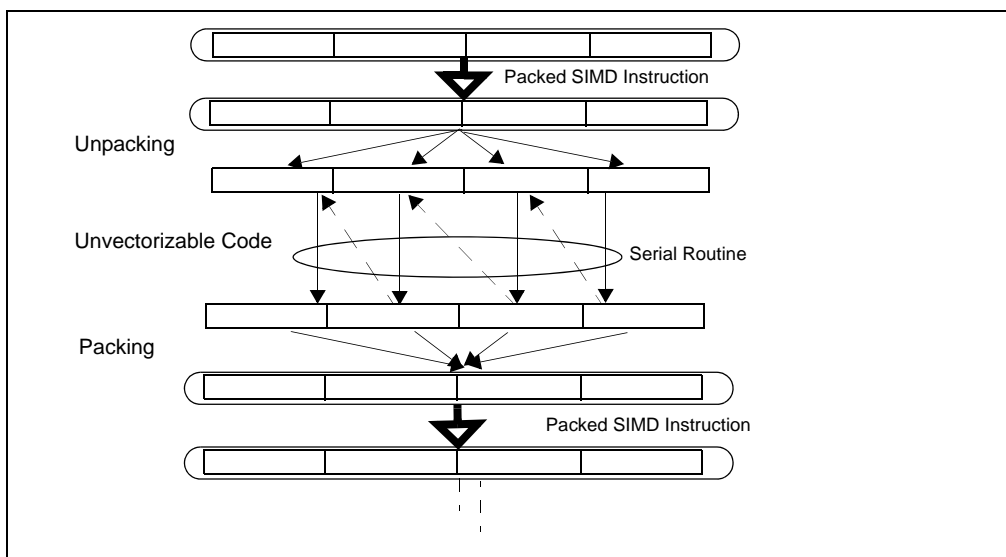 Packed SIMD Instruction
Unpacking
Unvectorizable Code
Serial Routine
Packing
Packed SIMD Instruction